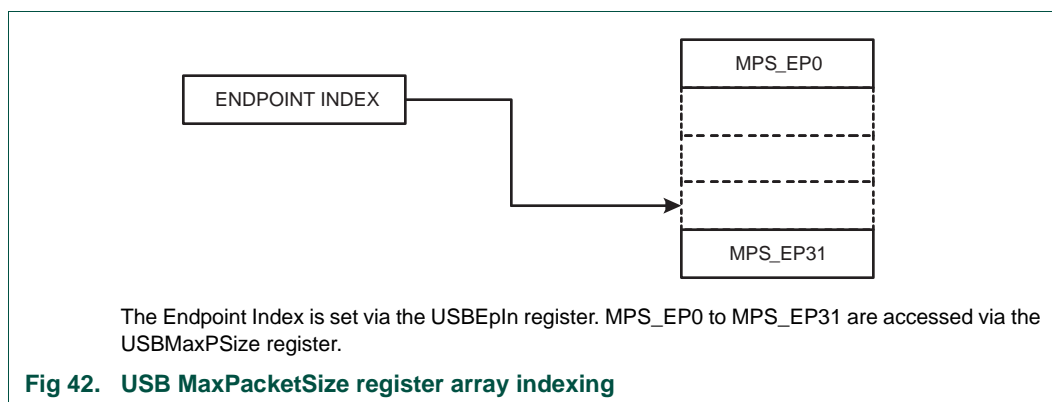 MPS_EP0
ENDPOINT INDEX
MPS_EP31
The Endpoint Index is set via the USBEpIn register. MPS_EP0 to MPS_EP31 are accessed via the
USBMaxPSize register.
Fig 42. USB MaxPacketSize register array indexing